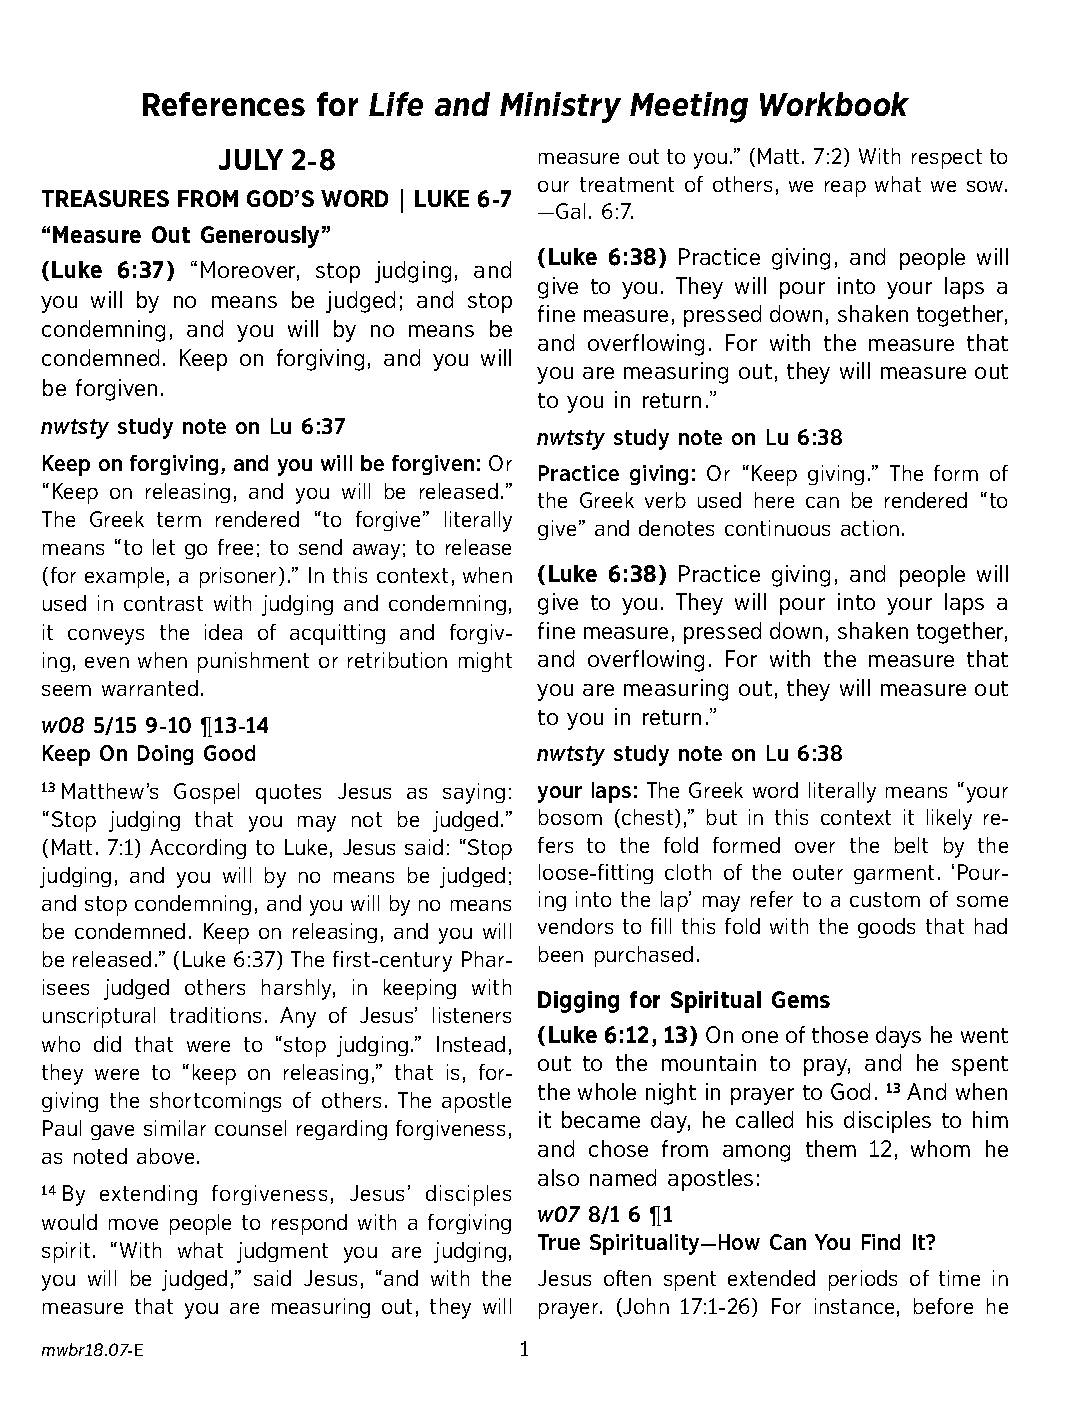 References for Life and Ministry Meeting Workbook
JULY 2-8
TREASURES FROM GOD’S WORD | LUKE 6-7
“Measure Out Generously”
(Luke 6:37) “Moreover, stop judging, and
you will by no means be judged; and stop
condemning, and you will by no means be
condemned. Keep on forgiving, and you will
be forgiven.
nwtsty study note on Lu 6:37
Keep on forgiving, and you will be forgiven: Or
“Keep on releasing, and you will be released.”
The Greek term rendered “to forgive” literally
means “to let go free; to send away; to release
(for example, a prisoner).” In this context, when
used in contrast with judging and condemning,
it conveys the idea of acquitting and forgiv-
ing, even when punishment or retribution might
seem warranted.
w08 5/15 9-10 ¶13-14
Keep On Doing Good
13 Matthew’s Gospel quotes Jesus as saying:
“Stop judging that you may not be judged.”
(Matt. 7:1) According to Luke, Jesus said: “Stop
judging, and you will by no means be judged;
and stop condemning, and you will by no means
be condemned. Keep on releasing, and you will
be released.” (Luke 6:37) The first-century Phar-
isees judged others harshly, in keeping with
unscriptural traditions. Any of Jesus’ listeners
who did that were to “stop judging.” Instead,
they were to “keep on releasing,” that is, for-
giving the shortcomings of others. The apostle
Paul gave similar counsel regarding forgiveness,
as noted above.
14 By extending forgiveness, Jesus’ disciples
would move people to respond with a forgiving
spirit. “With what judgment you are judging,
you will be judged,” said Jesus, “and with the
measure that you are measuring out, they will
measure out to you.” (Matt. 7:2) With respect to
our treatment of others, we reap what we sow.
—Gal. 6:7.
(Luke 6:38) Practice giving, and people will
give to you. They will pour into your laps a
fine measure, pressed down, shaken together,
and overflowing. For with the measure that
you are measuring out, they will measure out
to you in return.”
nwtsty study note on Lu 6:38
Practice giving: Or “Keep giving.” The form of
the Greek verb used here can be rendered “to
give” and denotes continuous action.
(Luke 6:38) Practice giving, and people will
give to you. They will pour into your laps a
fine measure, pressed down, shaken together,
and overflowing. For with the measure that
you are measuring out, they will measure out
to you in return.”
nwtsty study note on Lu 6:38
your laps: The Greek word literally means “your
bosom (chest),” but in this context it likely re-
fers to the fold formed over the belt by the
loose-fitting cloth of the outer garment. ‘Pour-
ing into the lap’ may refer to a custom of some
vendors to fill this fold with the goods that had
been purchased.
Digging for Spiritual Gems
(Luke 6:12, 13) On one of those days he went
out to the mountain to pray, and he spent
the whole night in prayer to God. 13 And when
it became day, he called his disciples to him
and chose from among them 12, whom he
also named apostles:
w07 8/1 6 ¶1
True Spirituality—How Can You Find It?
Jesus often spent extended periods of time in
prayer. (John 17:1-26) For instance, before he
mwbr18.07-E
1